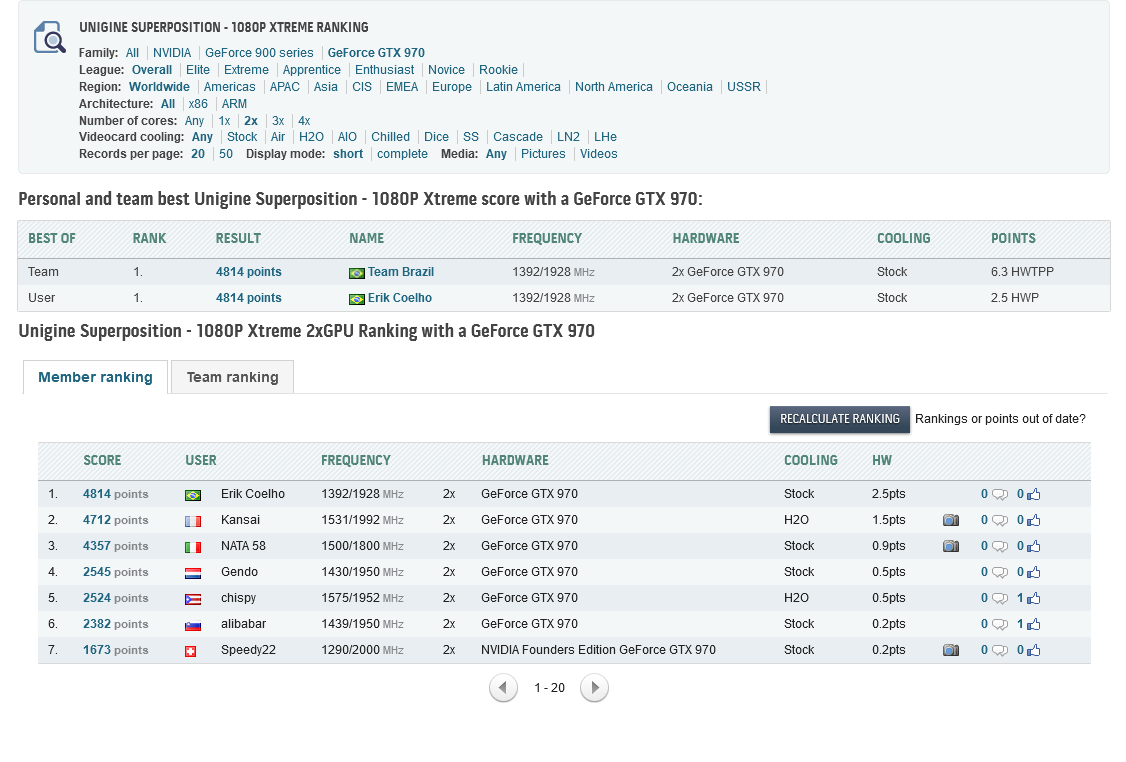 UNIGINE SUPERPOSITION - 1080P XTREME RANKING
Family: All NVIDIA GeForce 900 series GeForce GTX 970
League: Overall Elite Extreme Apprentice Enthusiast Novice Rookie
Region: Worldwide Americas APAC Asia CIS EMEA Europe Latin America North America Oceania USSR
Architecture: All x86 ARM
Number of cores: Any 1x 2x 3x 4x
Videocard cooling: Any Stock Air H2O AIO Chilled Dice SS Cascade LN2 LHe
Records per page: 20 50 Display mode: short complete Media: Any Pictures Videos
Personal and team best Unigine Superposition - 1080P Xtreme score with a GeForce GTX 970:
BEST OF RANK RESULT NAME FREQUENCY HARDWARE COOLING POINTS
Team 1. 4814 points Team Brazil 1392/1928 MHz 2x GeForce GTX 970 Stock 6.3 HWTPP
User 1. 4814 points Erik Coelho 1392/1928 MHz 2x GeForce GTX 970 Stock 2.5 HWP
Unigine Superposition - 1080P Xtreme 2xGPU Ranking with a GeForce GTX 970
Member ranking Team ranking
RECALCULATE RANKING Rankings or points out of date?
SCORE USER FREQUENCY HARDWARE COOLING HW
1. 4814 points Erik Coelho 1392/1928 MHz 2x GeForce GTX 970 Stock 2.5pts 0 0
2. 4712 points Kansai 1531/1992 MHz 2x GeForce GTX 970 H2O 1.5pts 0 0
3. 4357 points NATA 58 1500/1800 MHz 2x GeForce GTX 970 Stock 0.9pts 0 0
4. 2545 points Gendo 1430/1950 MHz 2x GeForce GTX 970 Stock 0.5pts 0 0
5. 2524 points chispy 1575/1952 MHz 2x GeForce GTX 970 H2O 0.5pts 0 1
6. 2382 points alibabar 1439/1950 MHz 2x GeForce GTX 970 Stock 0.2pts 0 1
7. 1673 points Speedy22 1290/2000 MHz 2x NVIDIA Founders Edition GeForce GTX 970 Stock 0.2pts 0 0
1 - 20